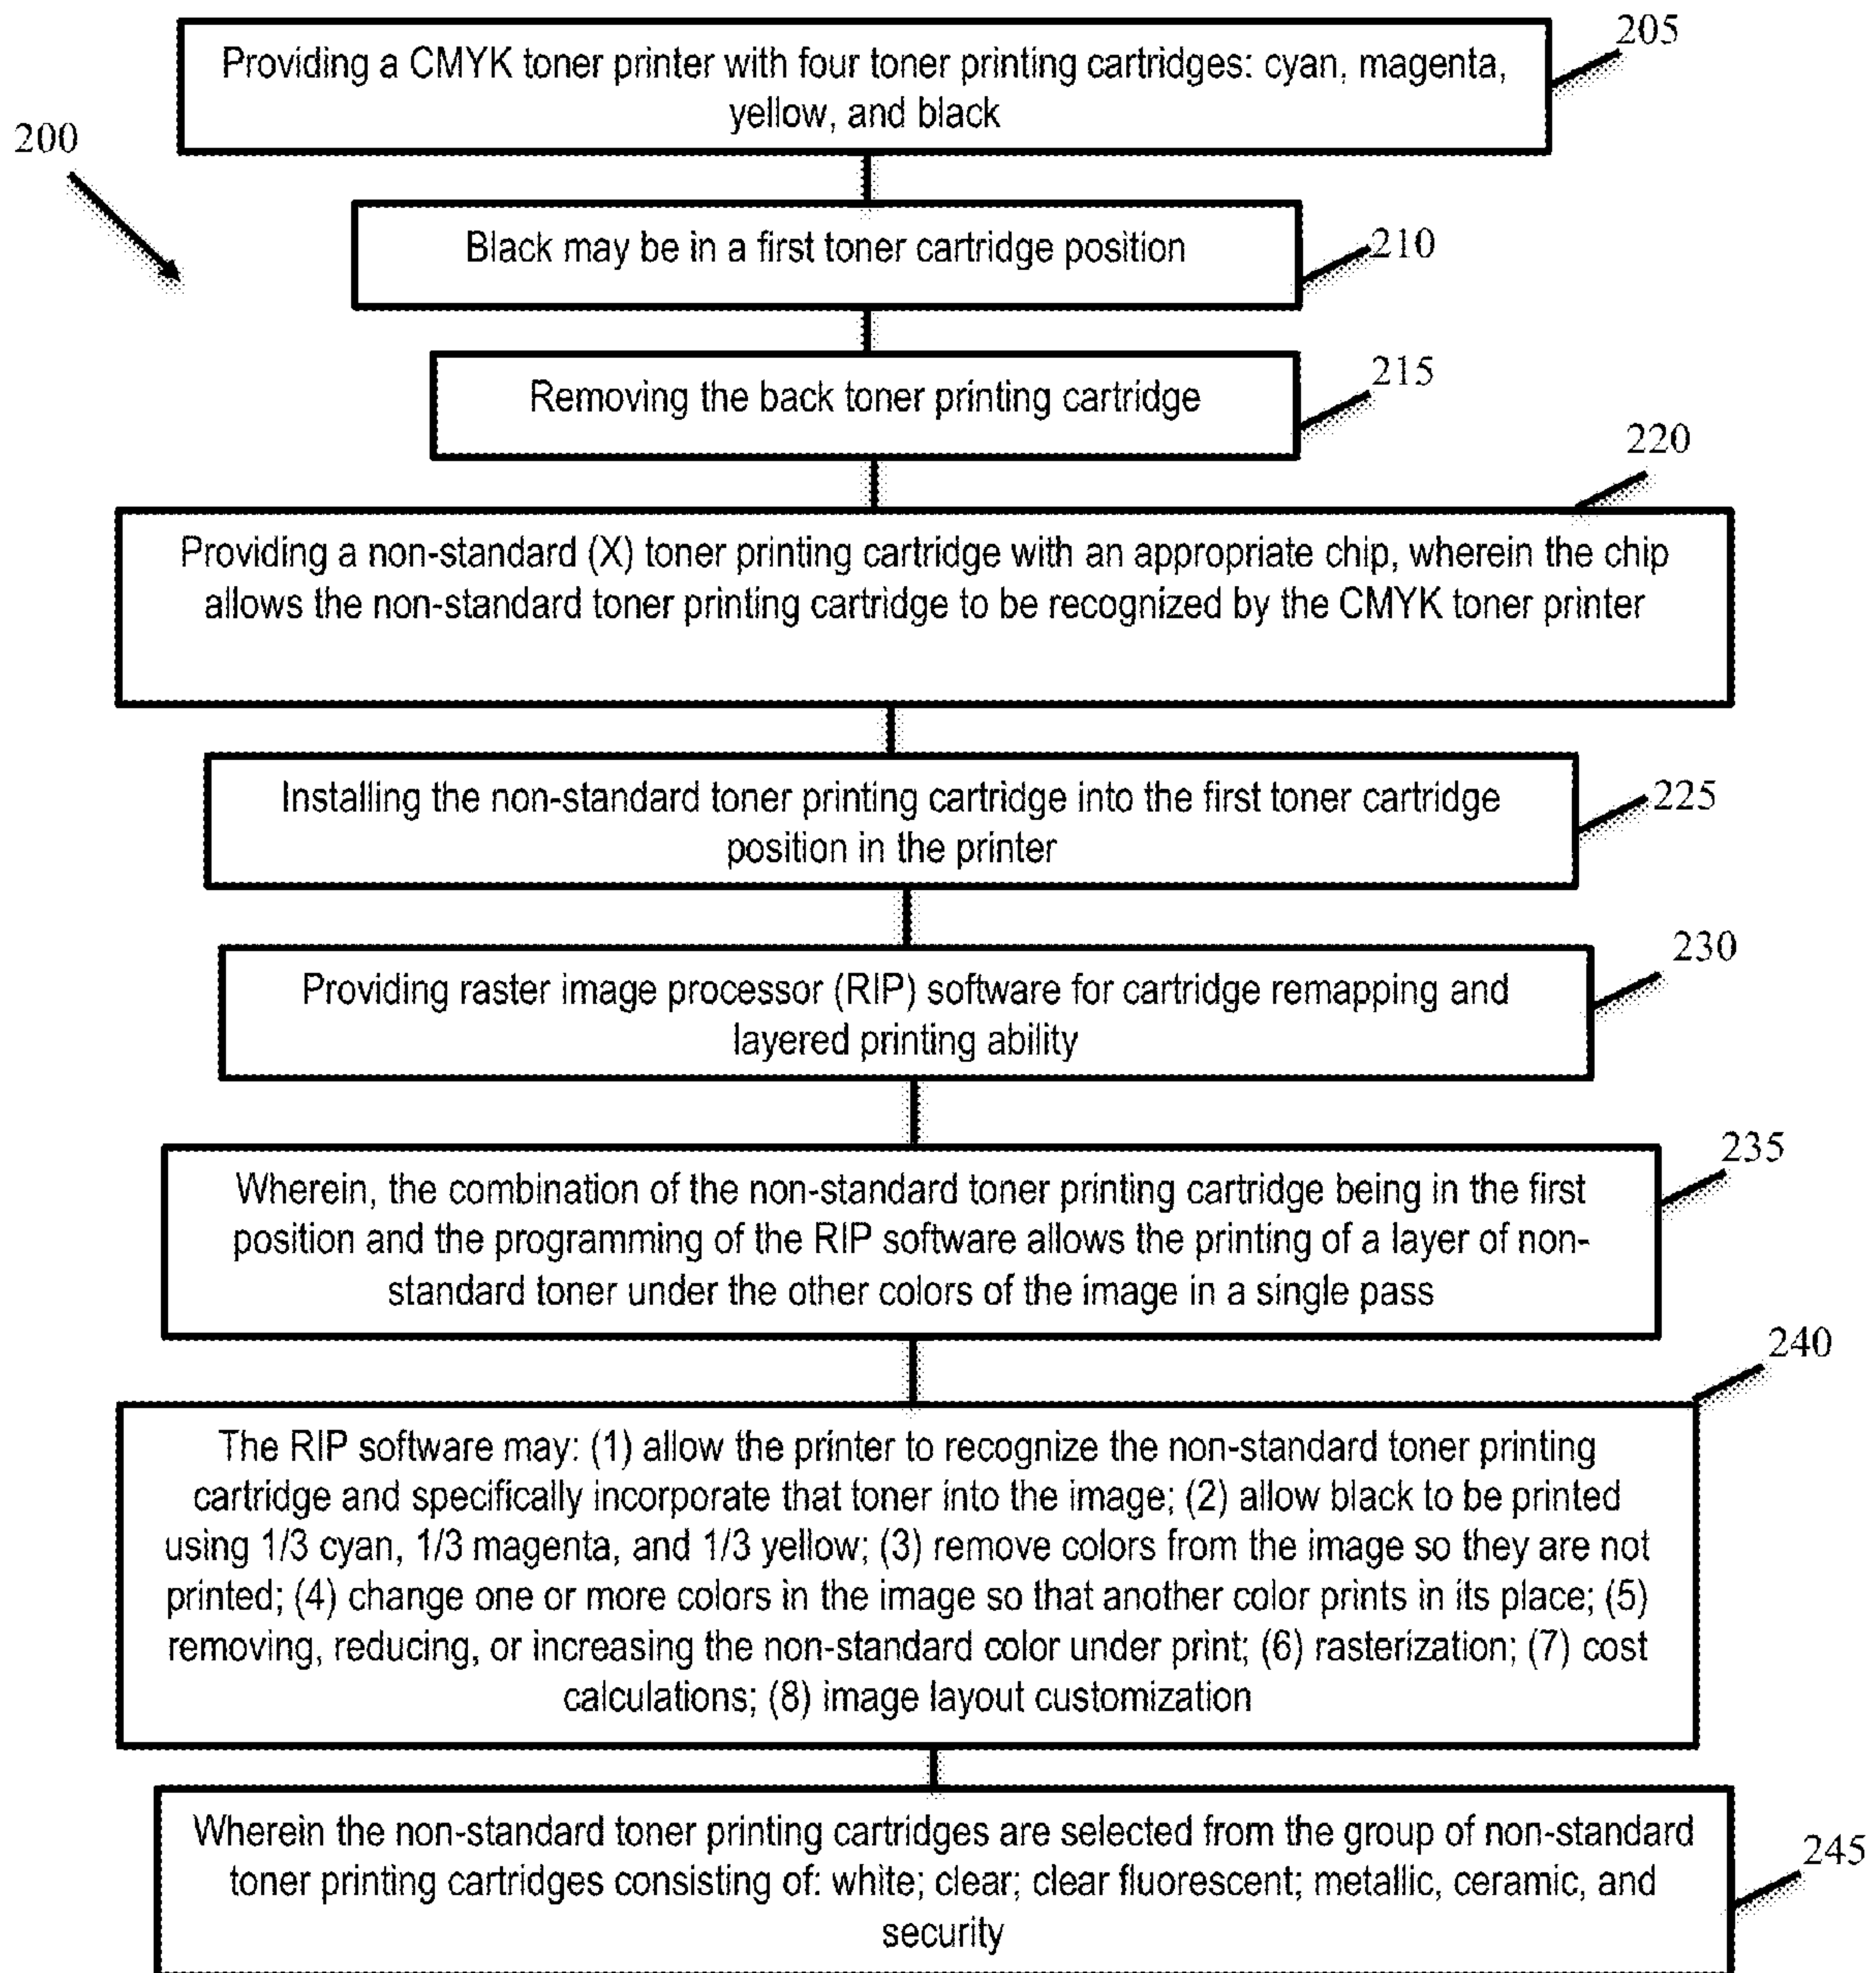 Providing a CMYK toner printer with four toner printing cartridges: cyan, magenta,
yellow, and black
205
200
Black may be in a first toner cartridge position
210
Removing the back toner printing cartridge
215
220
Providing a non-standard (X) toner printing cartridge with an appropriate chip, wherein the chip
allows the non-standard toner printing cartridge to be recognized by the CMYK toner printer
Installing the non-standard toner printing cartridge into the first toner cartridge
position in the printer
225
230
Providing raster image processor (RIP) software for cartridge remapping and
layered printing ability
235
Wherein, the combination of the non-standard toner printing cartridge being in the first
position and the programming of the RIP software allows the printing of a layer of non-
standard toner under the other colors of the image in a single pass
240
The RIP software may: (1) allow the printer to recognize the non-standard toner printing
cartridge and specifically incorporate that toner into the image; (2) allow black to be printed
using 1/3 cyan, 1/3 magenta, and 1/3 yellow; (3) remove colors from the image so they are not
printed; (4) change one or more colors in the image so that another color prints in its place; (5)
removing, reducing, or increasing the non-standard color under print; (6) rasterization; (7) cost
calculations; (8) image layout customization
Wherein the non-standard toner printing cartridges are selected from the group of non-standard
toner printing cartridges consisting of: white; clear; clear fluorescent; metallic, ceramic, and
security
245